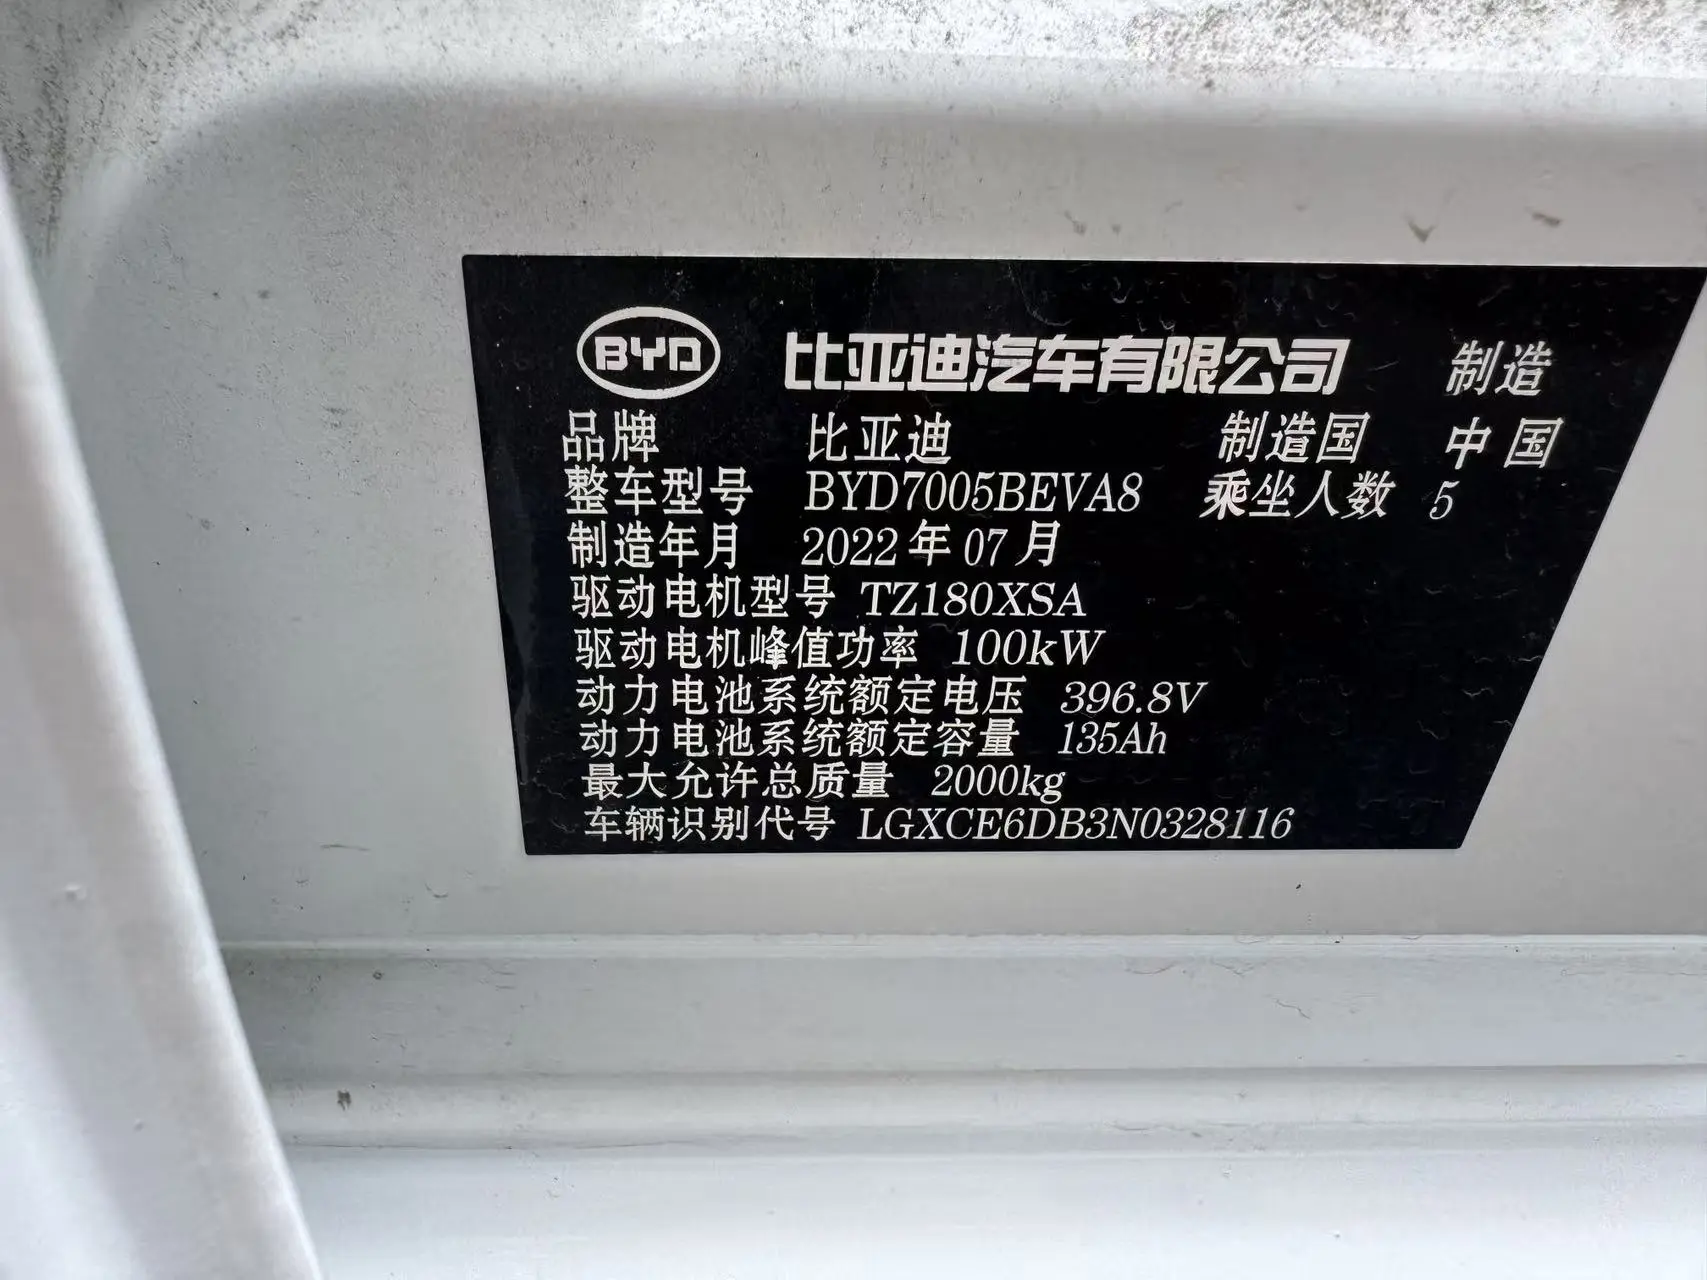 BYD 比亚迪汽车有限公司 制造
品牌 比亚迪 制造国 中国
整车型号 BYD7005BEVA8 乘坐人数 5
制造年月 2022年07月
驱动电机型号 TZ180XSA
驱动电机峰值功率 100kW
动力电池系统额定电压 396.8V
动力电池系统额定容量 135Ah
最大允许总质量 2000kg
车辆识别代号 LGXCE6DB3N0328116